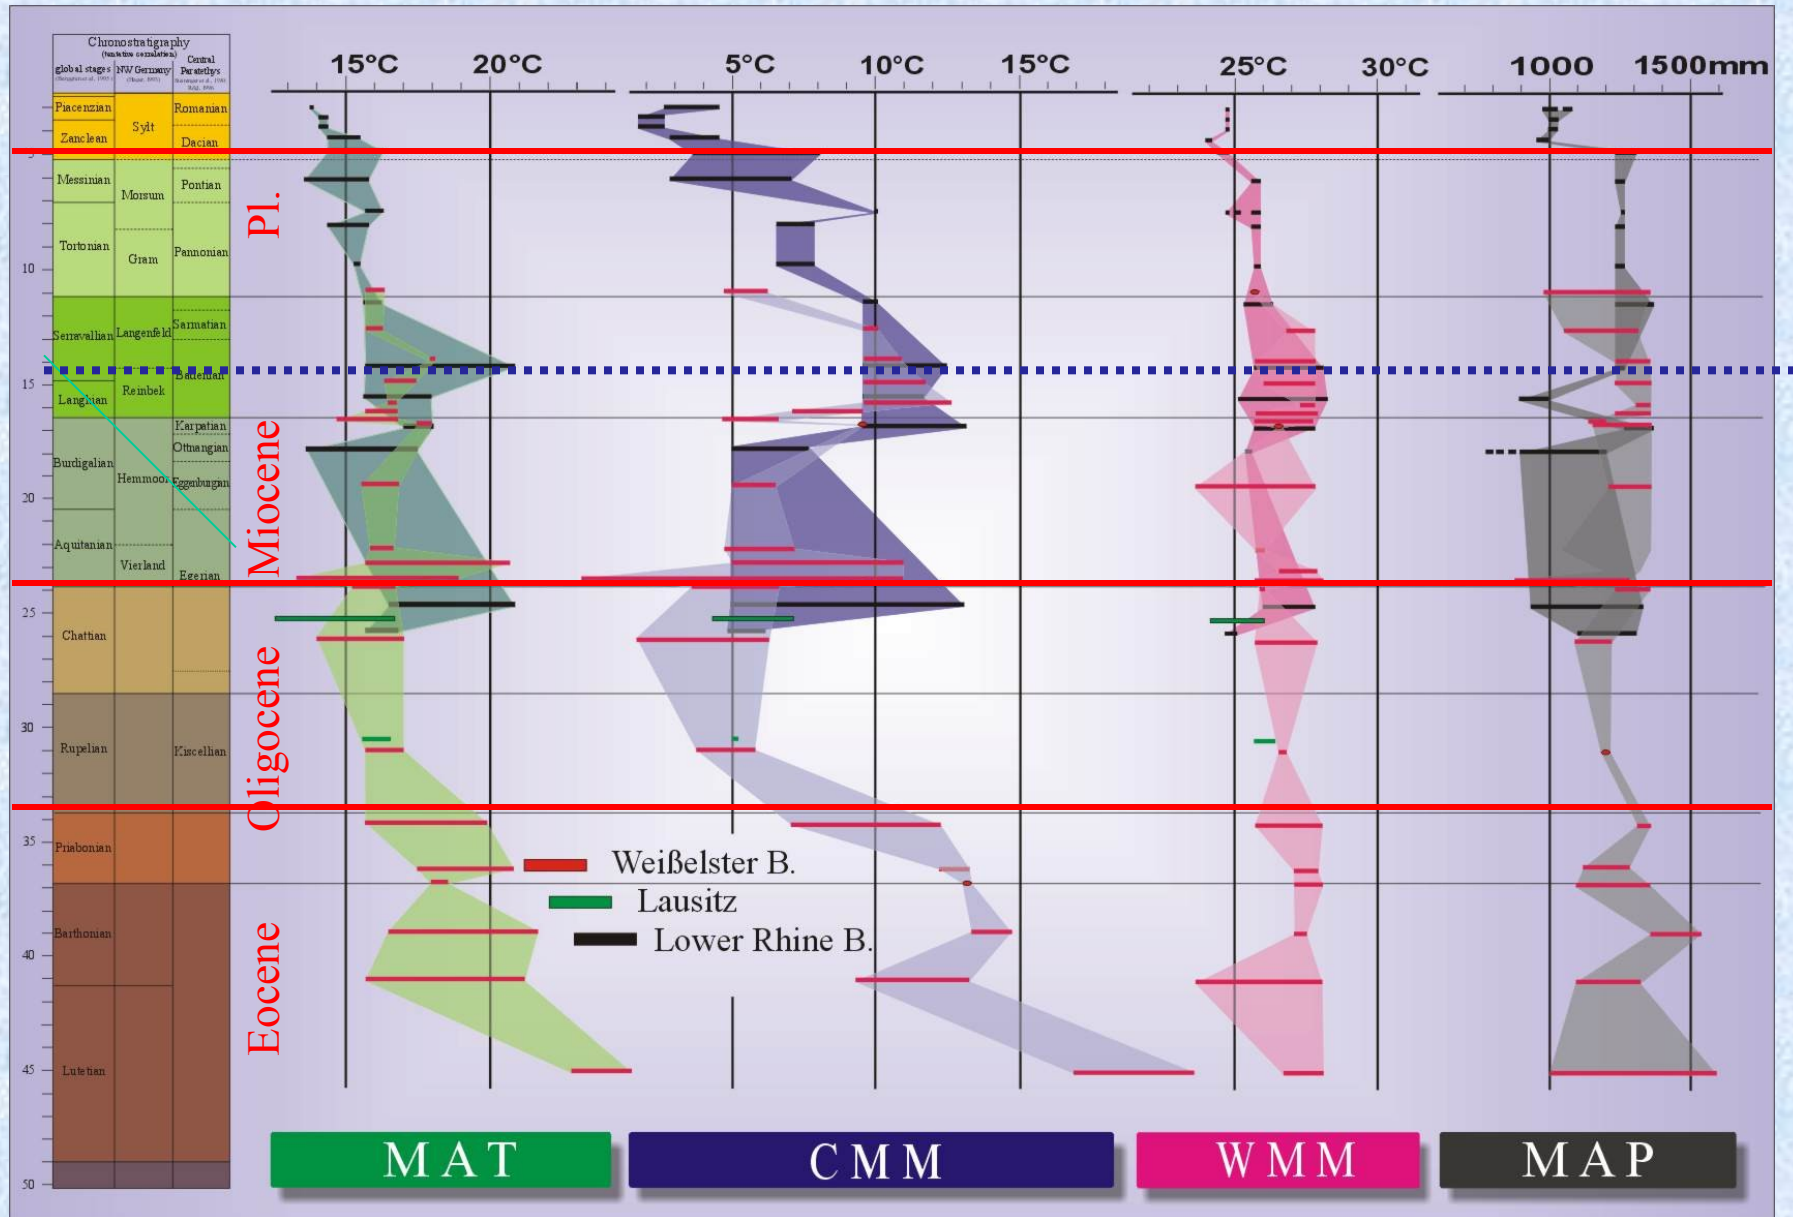 Chronostratigraphy
(tentative correlation)
global stages NW Germany Central Paratethys
15°C 20°C 5°C 10°C 15°C 25°C 30°C 1000 1500mm
Piacenzian Sylt Romanian
Zanclean Dacian
5
Messinian Morsum Pontian
Pl.
Tortonian Gram Pannonian
10
Serravallian Langenfeld Sarmatian
Badenian
15
Langhian Reinbek
Karpatian
Ottnangian
Burdigalian Hemmoor Eggenburgian
Miocene
20
Aquitanian Vierland Egerian
25
Chattian
Oligocene
30
Rupelian Kiscellian
35
Priabonian
Weißelster B.
Lausitz
Lower Rhine B.
Barthonian
40
Eocene
45
Lutetian
50
MAT CMM WMM MAP